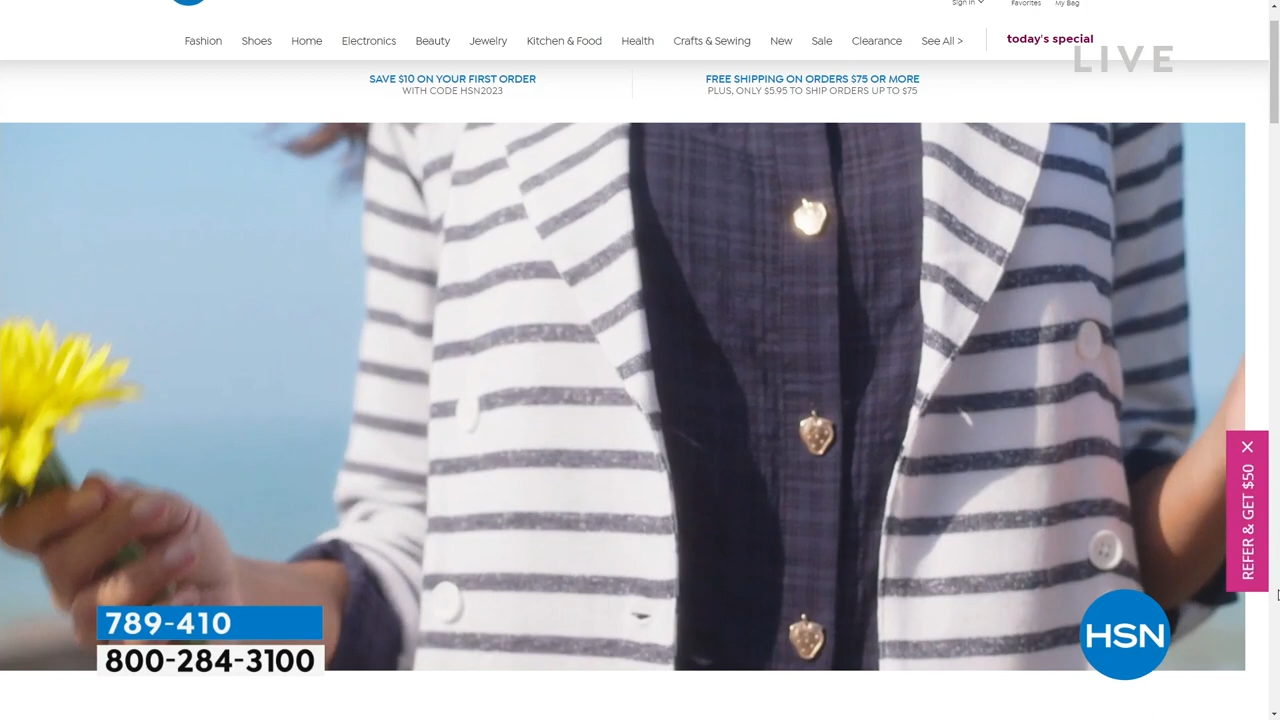 Sign In
Favorites
My Bag
Fashion Shoes Home Electronics Beauty Jewelry Kitchen & Food Health Crafts & Sewing New Sale Clearance See All > today's special
LIVE
SAVE $10 ON YOUR FIRST ORDER
WITH CODE HSN2023
FREE SHIPPING ON ORDERS $75 OR MORE
PLUS, ONLY $5.95 TO SHIP ORDERS UP TO $75
REFER & GET $50
789-410
800-284-3100
HSN